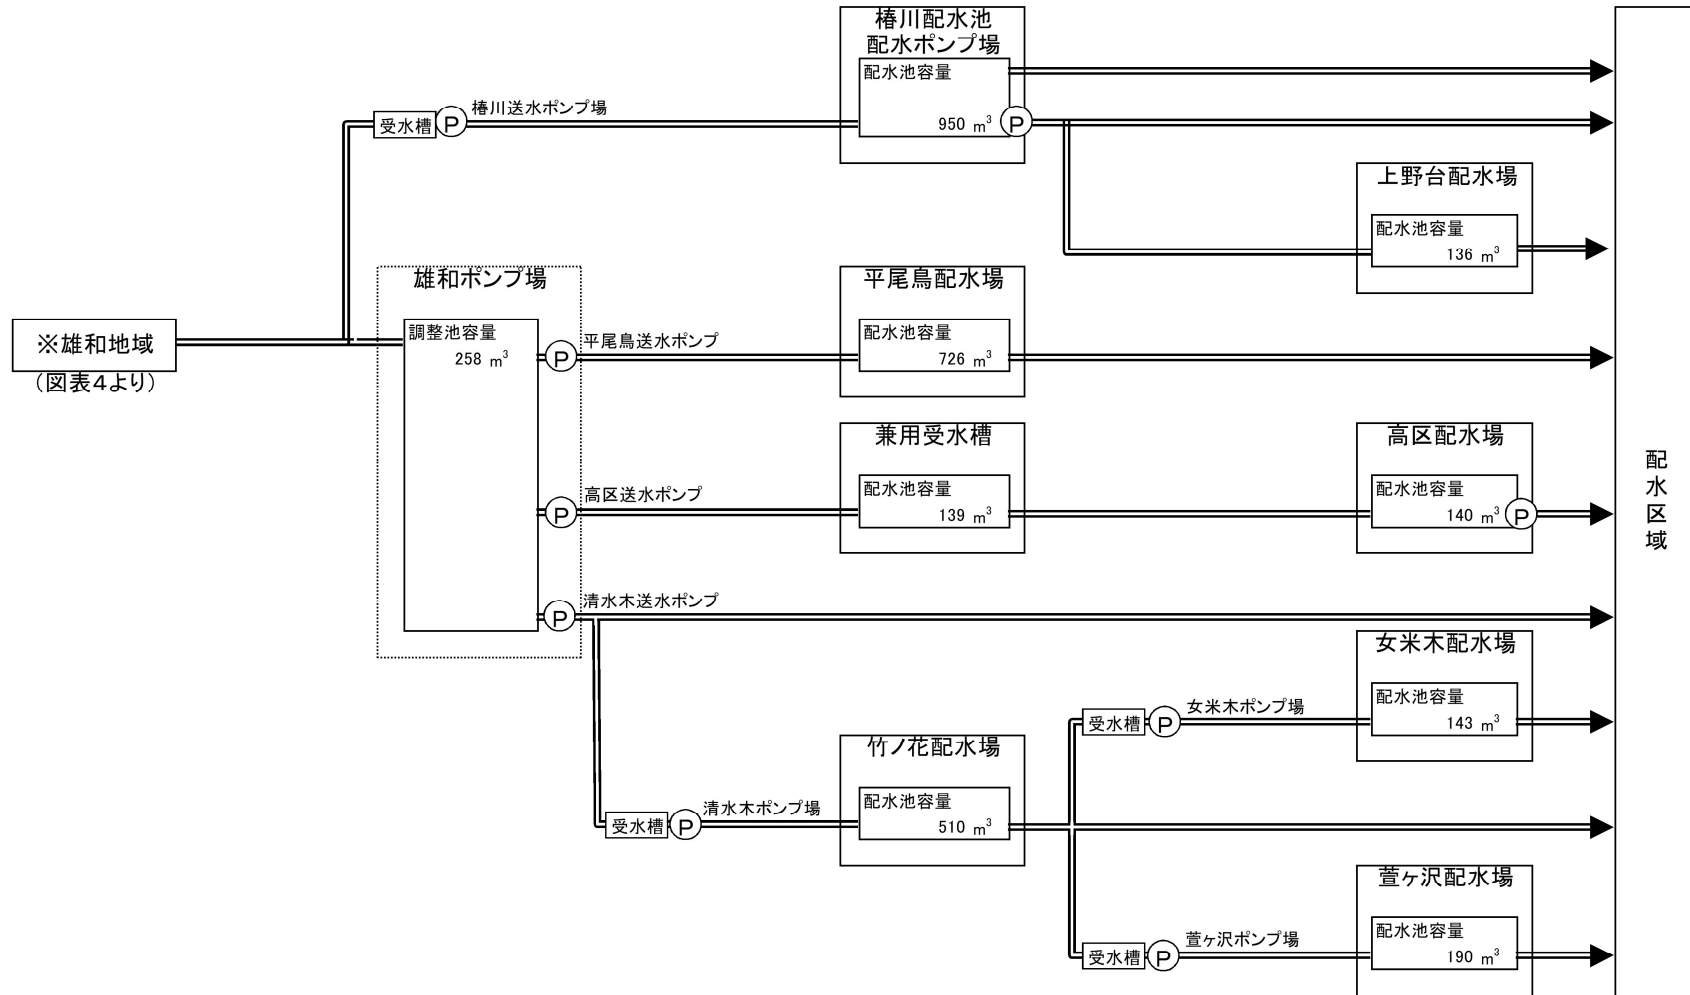 椿川配水池
配水ポンプ場
配水池容量
950 m³
P
受水槽
P
椿川送水ポンプ場
上野台配水場
配水池容量
136 m³
※雄和地域
(図表4より)
雄和ポンプ場
調整池容量
258 m³
P
平尾鳥送水ポンプ
平尾鳥配水場
配水池容量
726 m³
P
高区送水ポンプ
兼用受水槽
配水池容量
139 m³
高区配水場
配水池容量
140 m³
P
配水区域
P
清水木送水ポンプ
女米木配水場
配水池容量
143 m³
受水槽
P
女米木ポンプ場
竹ノ花配水場
配水池容量
510 m³
受水槽
P
清水木ポンプ場
萱ヶ沢配水場
配水池容量
190 m³
受水槽
P
萱ヶ沢ポンプ場